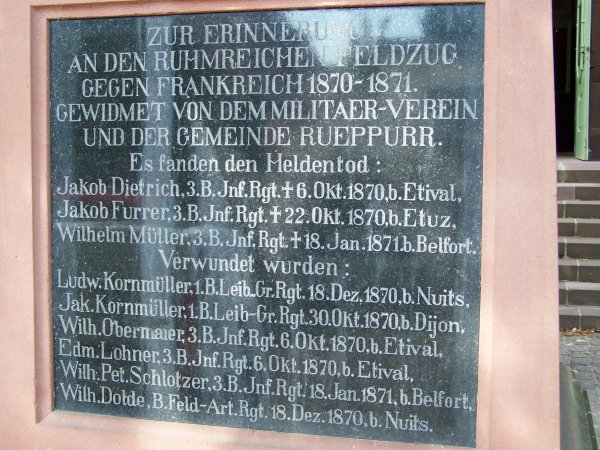 ZUR ERINNERUNG
AN DEN RUHMREICHEN FELDZUG
GEGEN FRANKREICH 1870-1871.
GEWIDMET VON DEM MILITAER-VEREIN
UND DER GEMEINDE RUEPPURR.
Es fanden den Heldentod:
Jakob Dietrich, 3. B. Jnf. Rgt. † 6. Okt. 1870, b. Etival,
Jakob Furrer, 3. B. Jnf. Rgt. † 22. Okt. 1870, b. Etuz,
Wilhelm Müller, 3. B. Jnf. Rgt. † 18. Jan. 1871. b. Belfort.
Verwundet wurden:
Ludw. Kornmüller, 1. B. Leib-Gr. Rgt. 18. Dez. 1870, b. Nuits,
Jak. Kornmüller, 1. B. Leib-Gr. Rgt. 30. Okt. 1870, b. Dijon,
Wilh. Obermaier, 3. B. Jnf. Rgt. 6. Okt. 1870, b. Etival,
Edm. Lohner, 3. B. Jnf. Rgt. 6. Okt. 1870, b. Etival,
Wilh. Pet. Schlotzer, 3. B. Jnf. Rgt. 18. Jan. 1871, b. Belfort,
Wilh. Dolde, B. Feld-Art. Rgt. 18. Dez. 1870, b. Nuits.